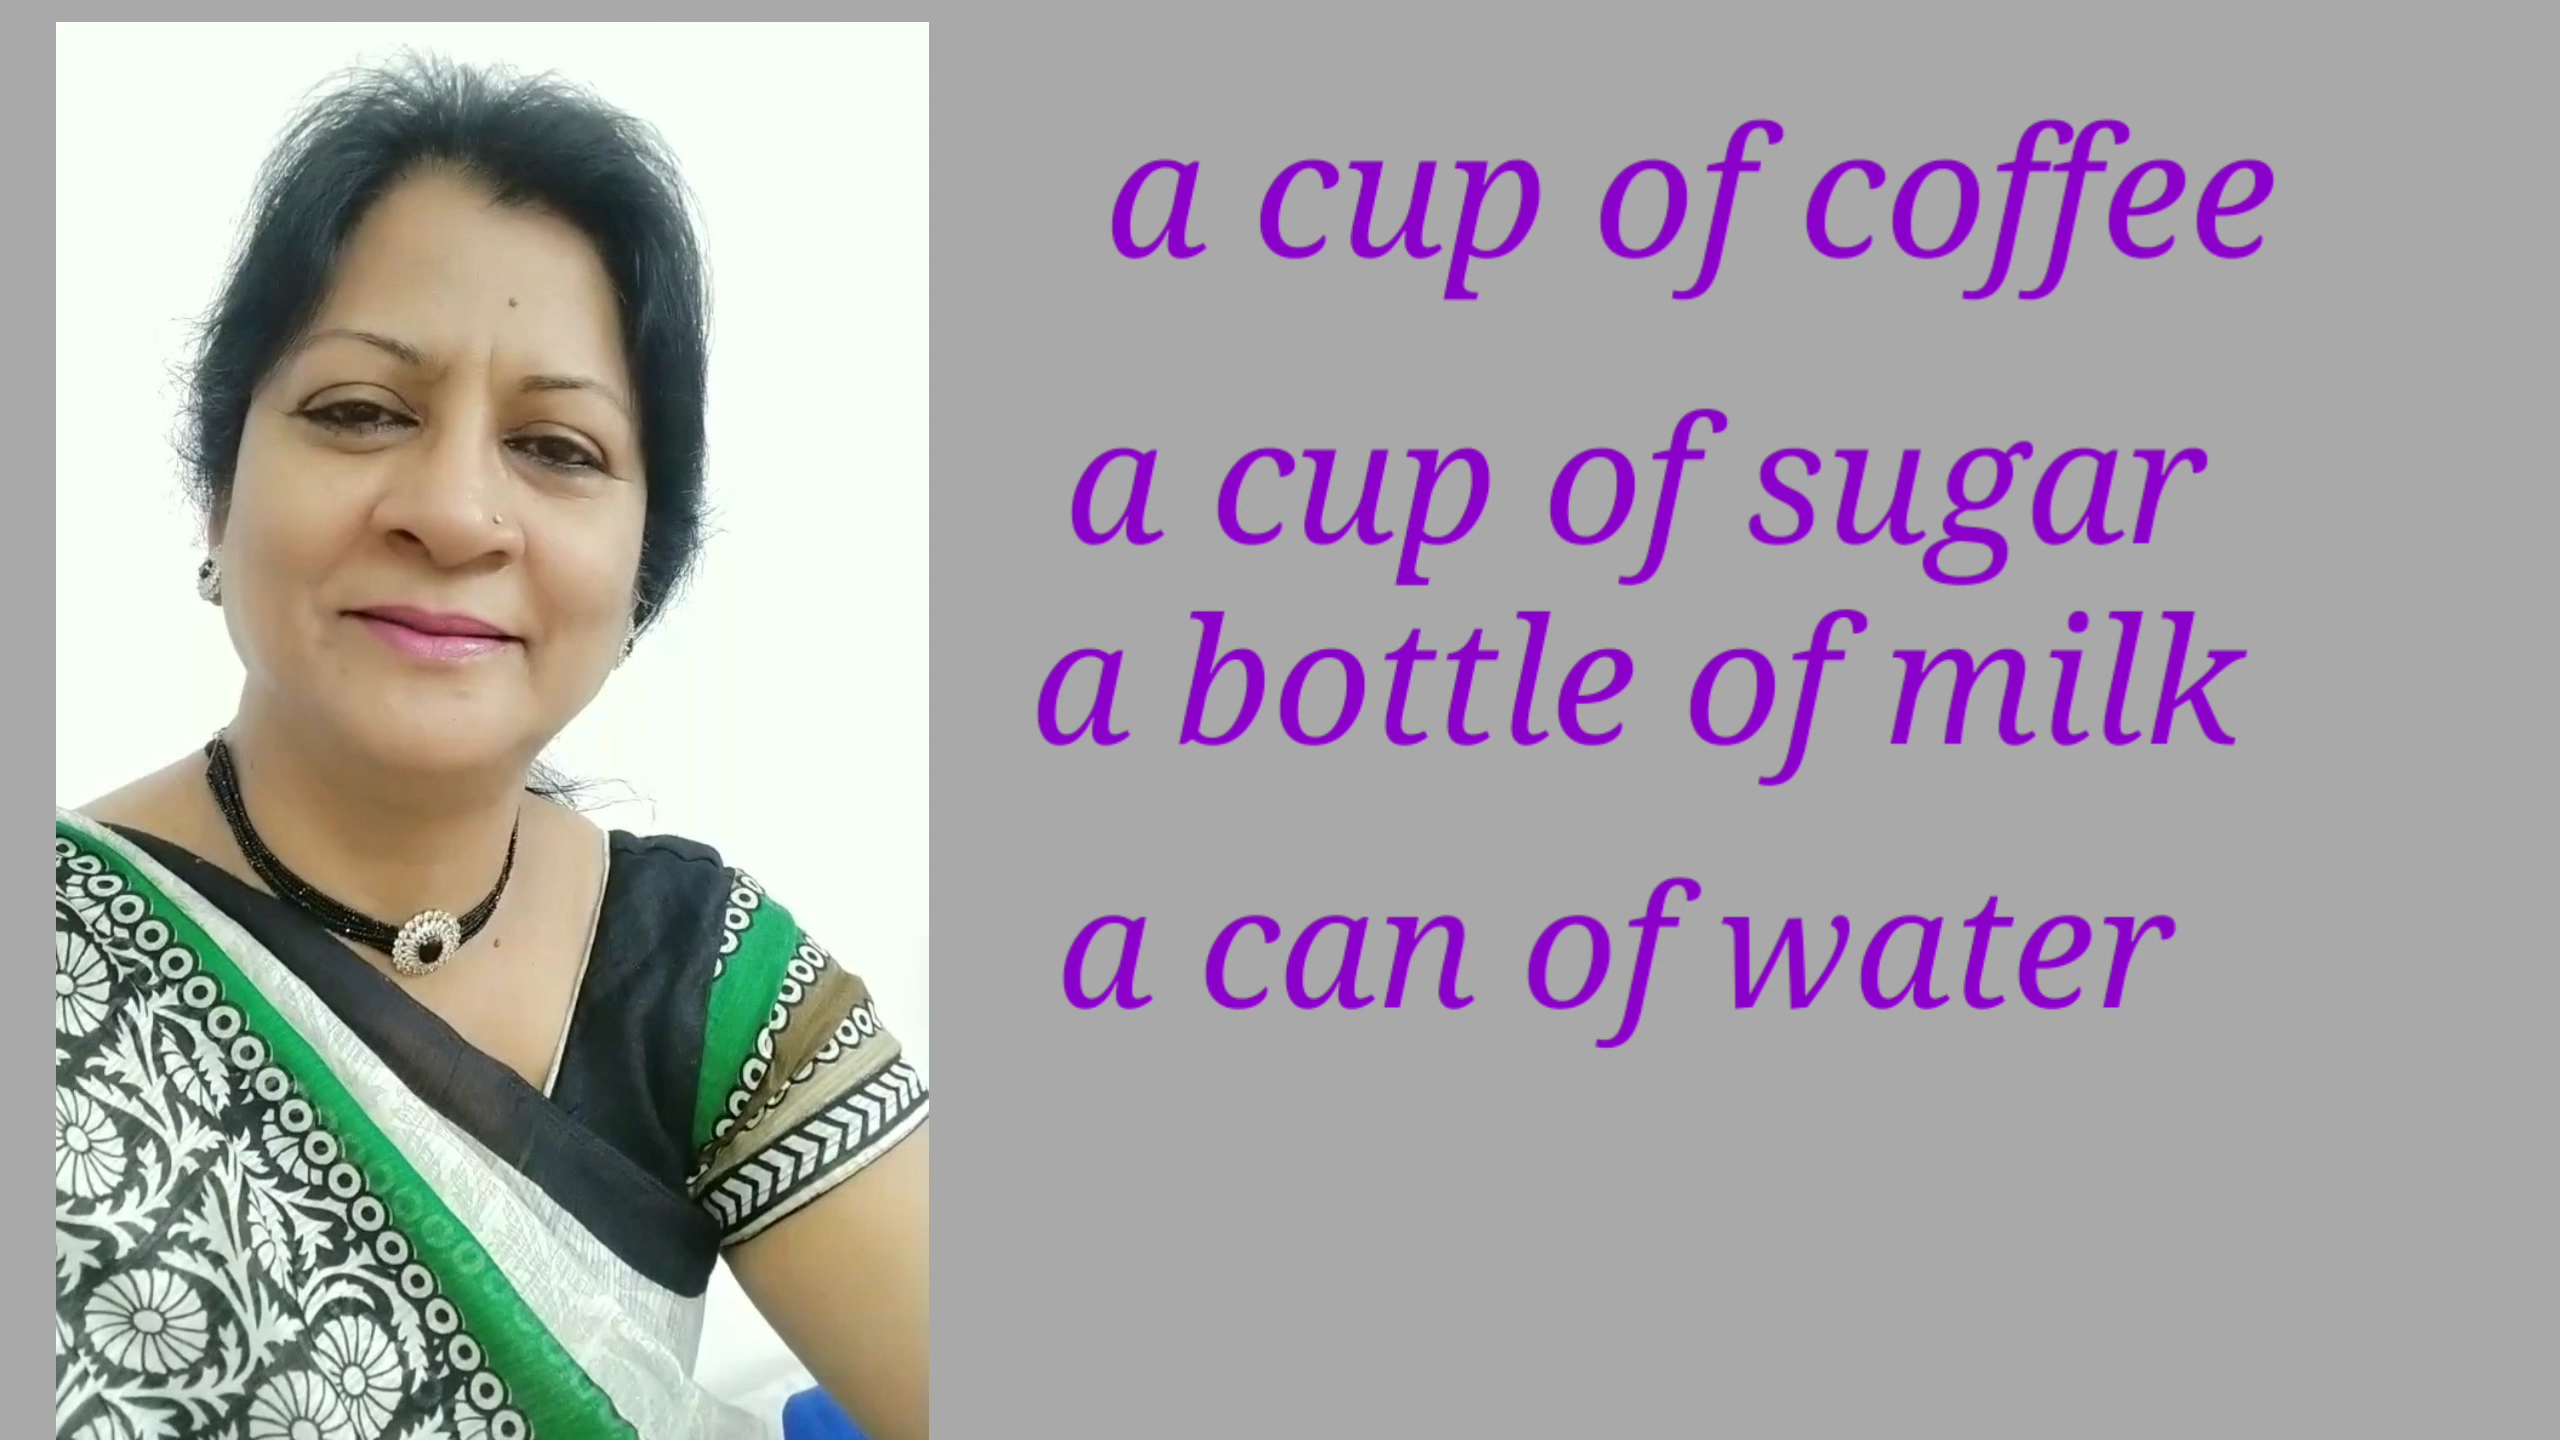 a cup of coffee
a cup of sugar
a bottle of milk
a can of water